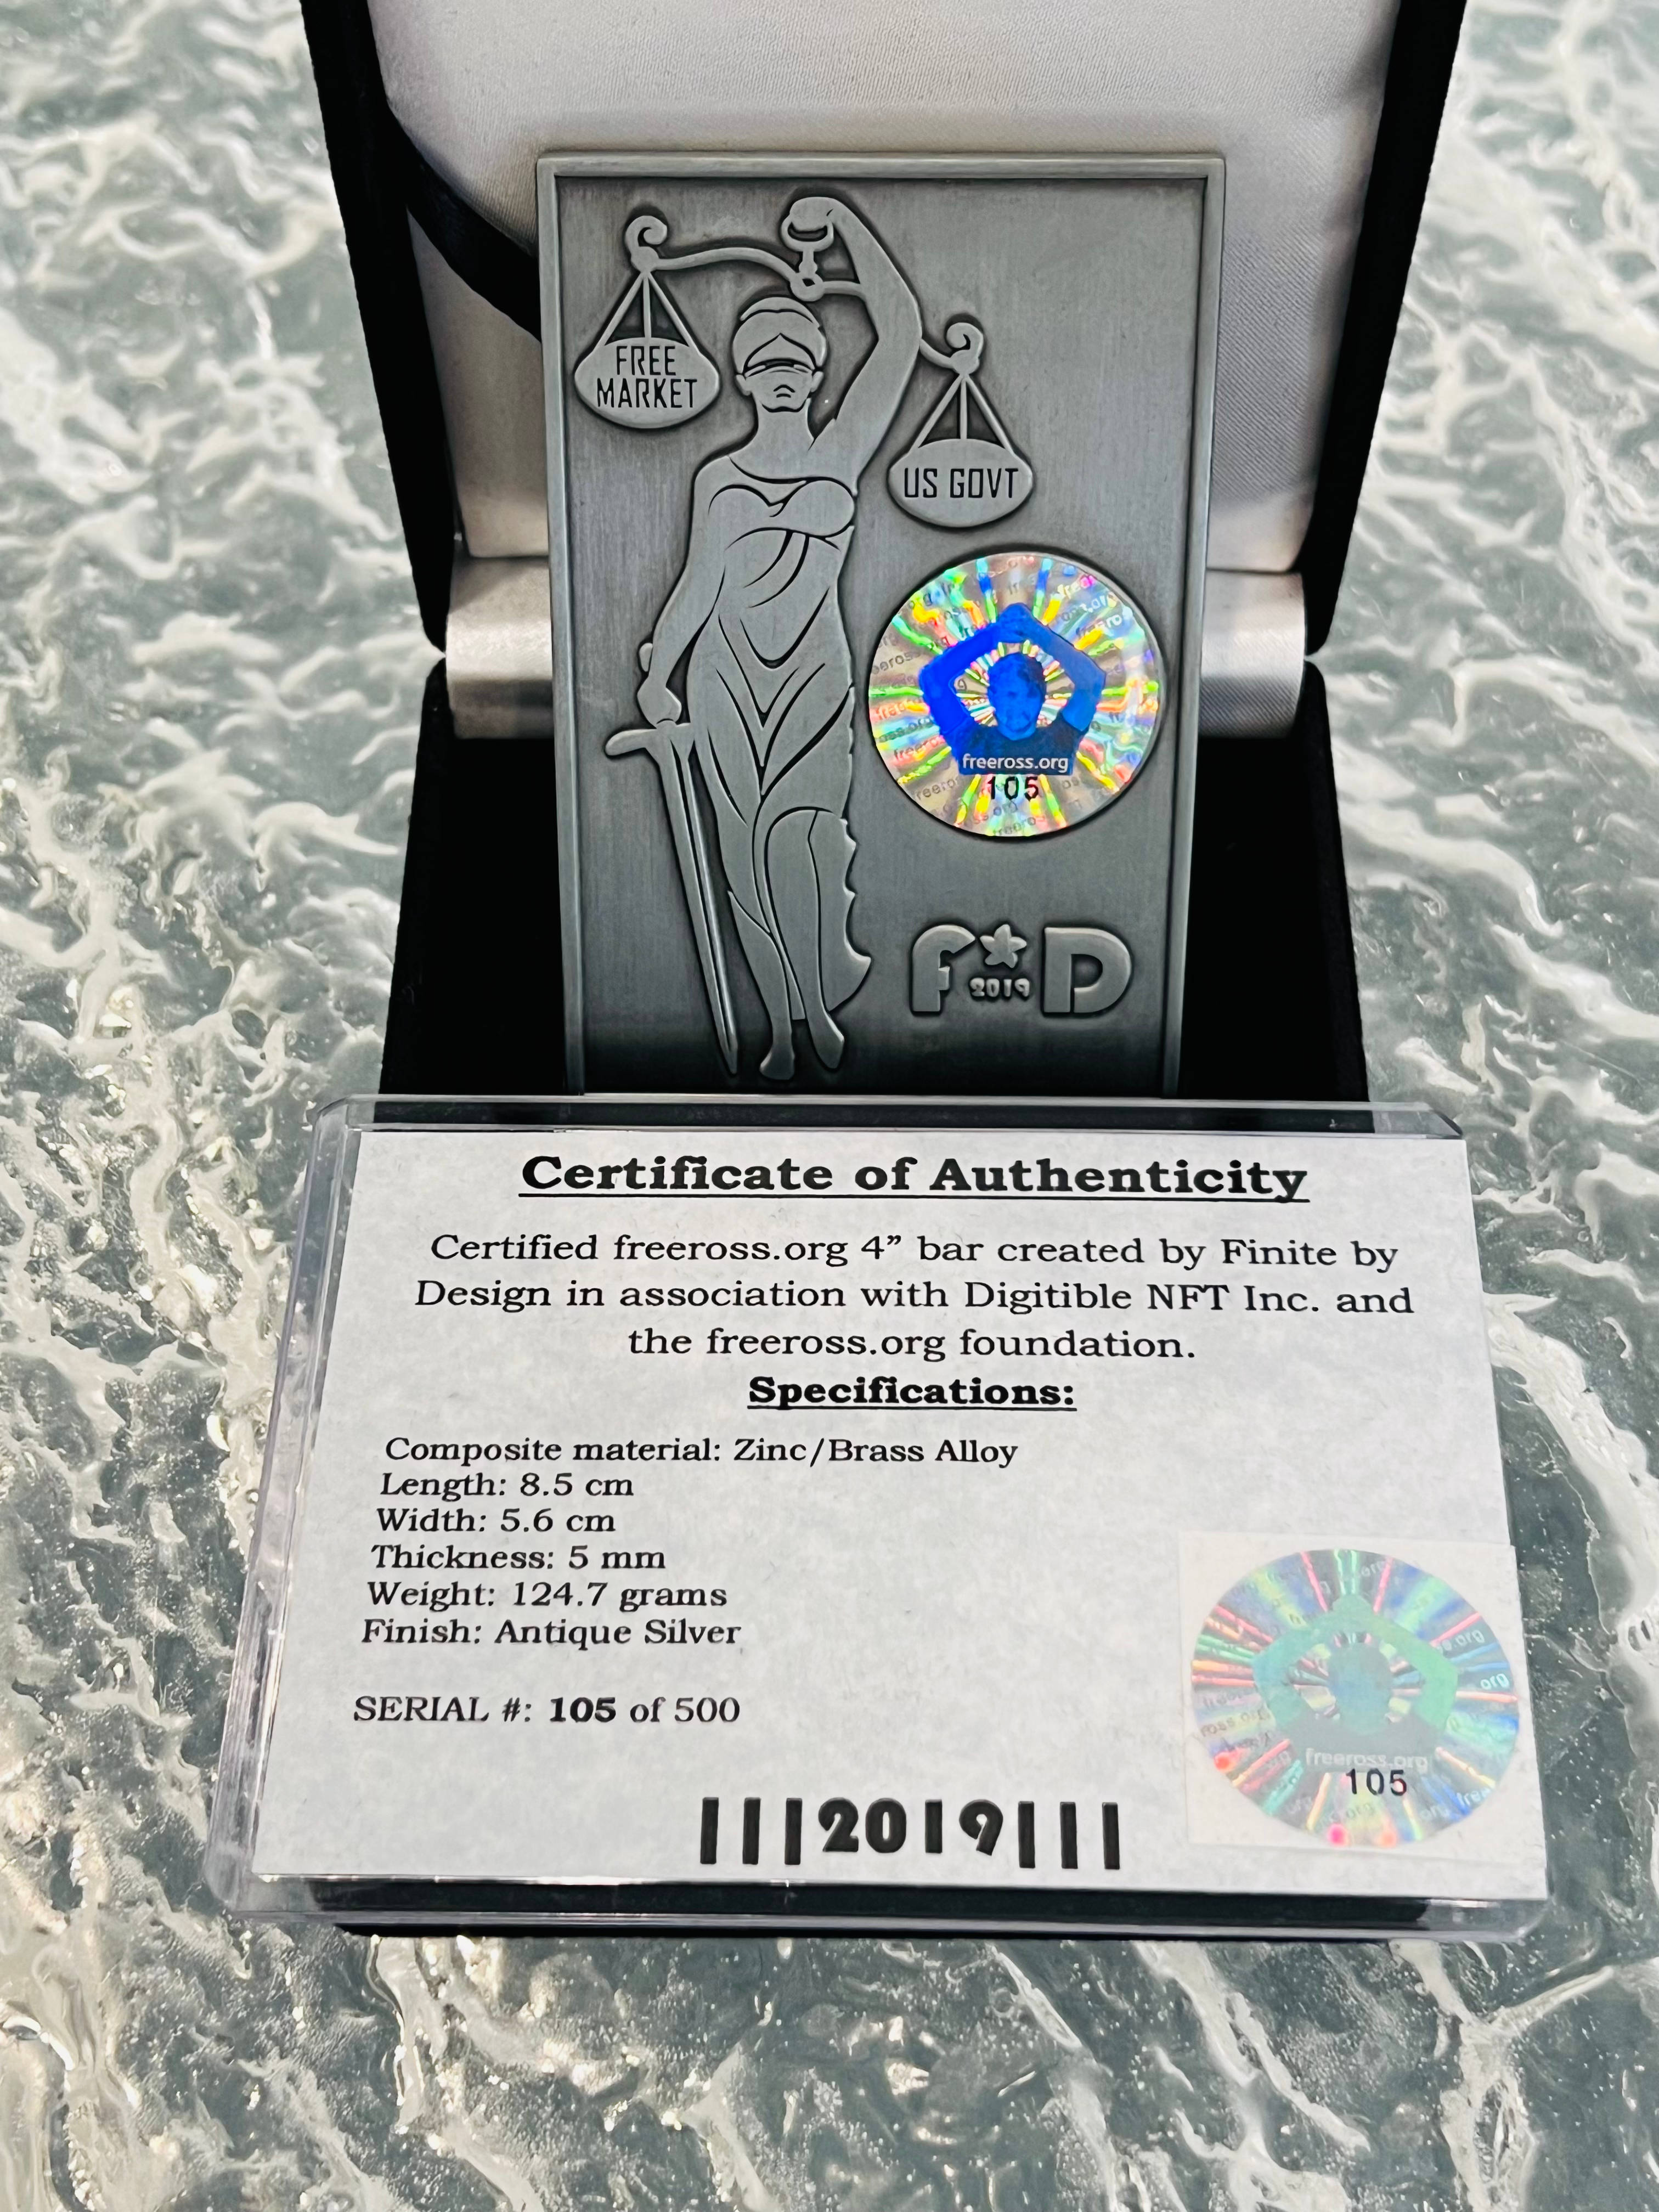 FREE
MARKET
US GOVT
freeross.org
105
F D
2019
Certificate of Authenticity
Certified freeross.org 4” bar created by Finite by
Design in association with Digitible NFT Inc. and
the freeross.org foundation.
Specifications:
Composite material: Zinc/Brass Alloy
Length: 8.5 cm
Width: 5.6 cm
Thickness: 5 mm
Weight: 124.7 grams
Finish: Antique Silver
SERIAL #: 105 of 500
freeross.org
105
|||2019|||